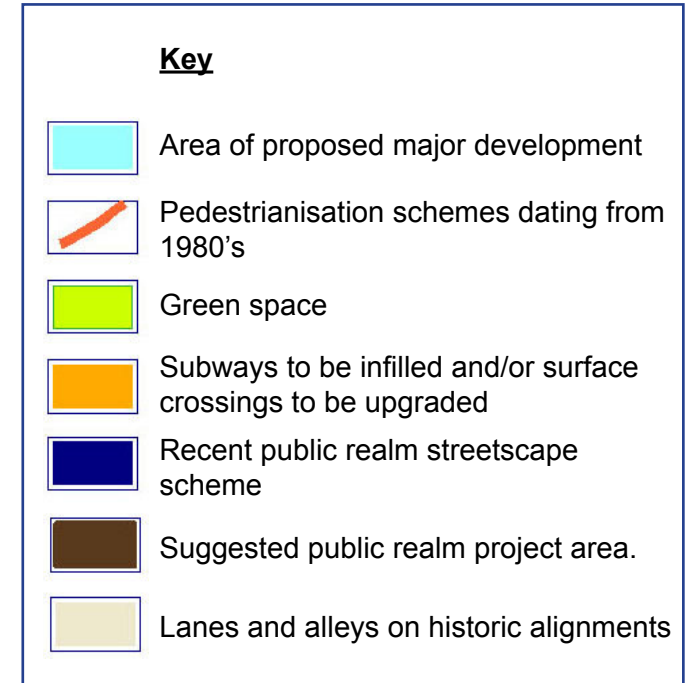 Key
Area of proposed major development
Pedestrianisation schemes dating from
1980's
Green space
Subways to be infilled and/or surface
crossings to be upgraded
Recent public realm streetscape
scheme
Suggested public realm project area.
Lanes and alleys on historic alignments